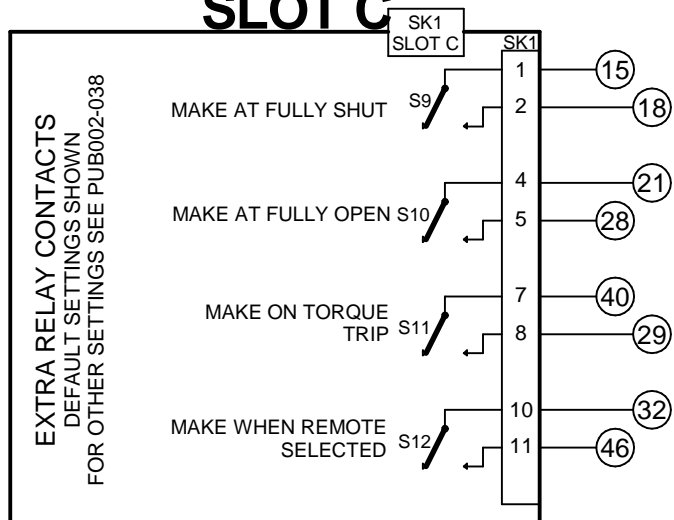 SLOT C
SK1
SLOT C
SK1
EXTRA RELAY CONTACTS
DEFAULT SETTINGS SHOWN
FOR OTHER SETTINGS SEE PUB002-038
MAKE AT FULLY SHUT
S9
1
15
2
18
MAKE AT FULLY OPEN
S10
4
21
5
28
MAKE ON TORQUE
TRIP
S11
7
40
8
29
MAKE WHEN REMOTE
SELECTED
S12
10
32
11
46